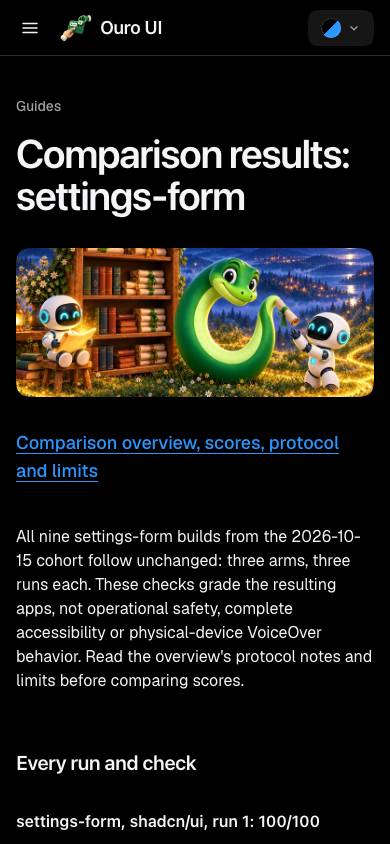 Ouro UI
Guides
Comparison results:
settings-form
Comparison overview, scores, protocol
and limits
All nine settings-form builds from the 2026-10-
15 cohort follow unchanged: three arms, three
runs each. These checks grade the resulting
apps, not operational safety, complete
accessibility or physical-device VoiceOver
behavior. Read the overview's protocol notes and
limits before comparing scores.
Every run and check
settings-form, shadcn/ui, run 1: 100/100